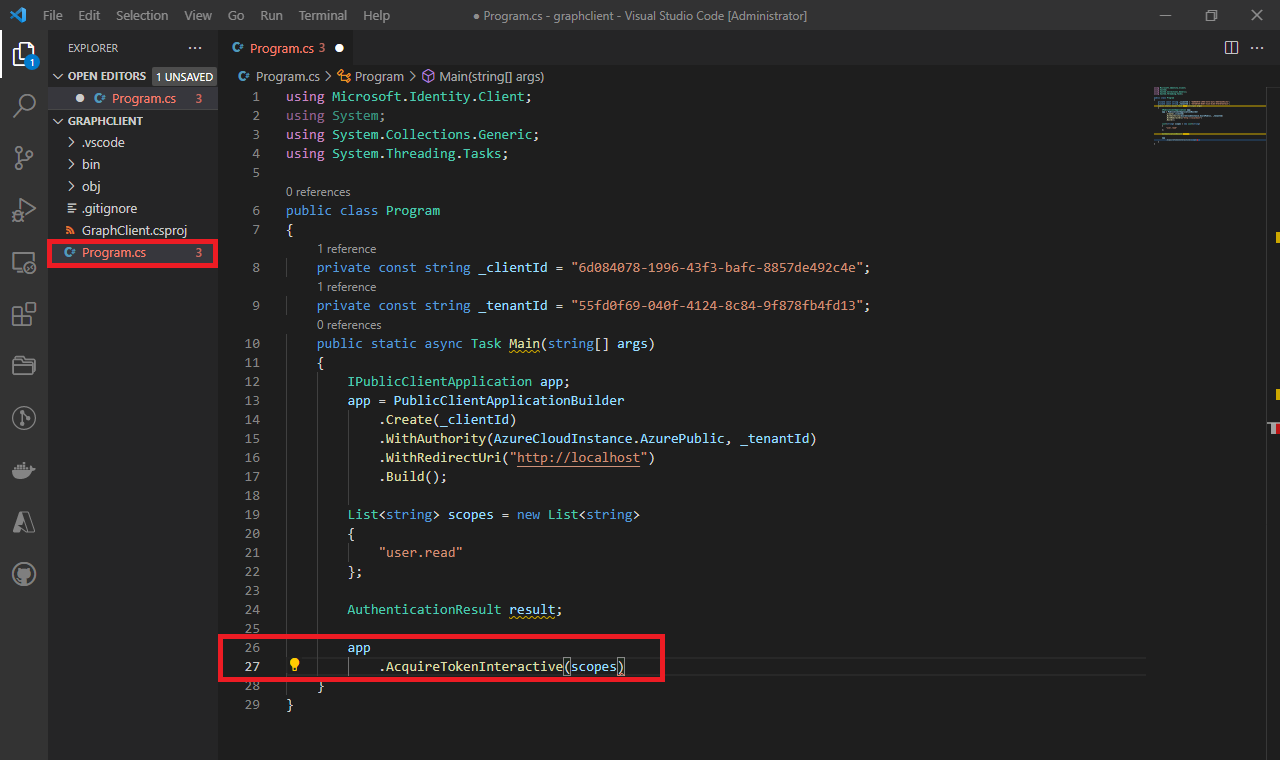 File Edit Selection View Go Run Terminal Help ● Program.cs - graphclient - Visual Studio Code [Administrator]
EXPLORER ...
OPEN EDITORS 1 UNSAVED
C# Program.cs 3
GRAPHCLIENT
.vscode
bin
obj
.gitignore
GraphClient.csproj
C# Program.cs 3
1
C# Program.cs 3 ●
C# Program.cs > Program > Main(string[] args)
1 using Microsoft.Identity.Client;
2 using System;
3 using System.Collections.Generic;
4 using System.Threading.Tasks;
5
0 references
6 public class Program
7 {
1 reference
8 private const string _clientId = "6d084078-1996-43f3-bafc-8857de492c4e";
1 reference
9 private const string _tenantId = "55fd0f69-040f-4124-8c84-9f878fb4fd13";
0 references
10 public static async Task Main(string[] args)
11 {
12 IPublicClientApplication app;
13 app = PublicClientApplicationBuilder
14 .Create(_clientId)
15 .WithAuthority(AzureCloudInstance.AzurePublic, _tenantId)
16 .WithRedirectUri("http://localhost")
17 .Build();
18
19 List<string> scopes = new List<string>
20 {
21 "user.read"
22 };
23
24 AuthenticationResult result;
25
26 app
27 .AcquireTokenInteractive(scopes)
28 }
29 }